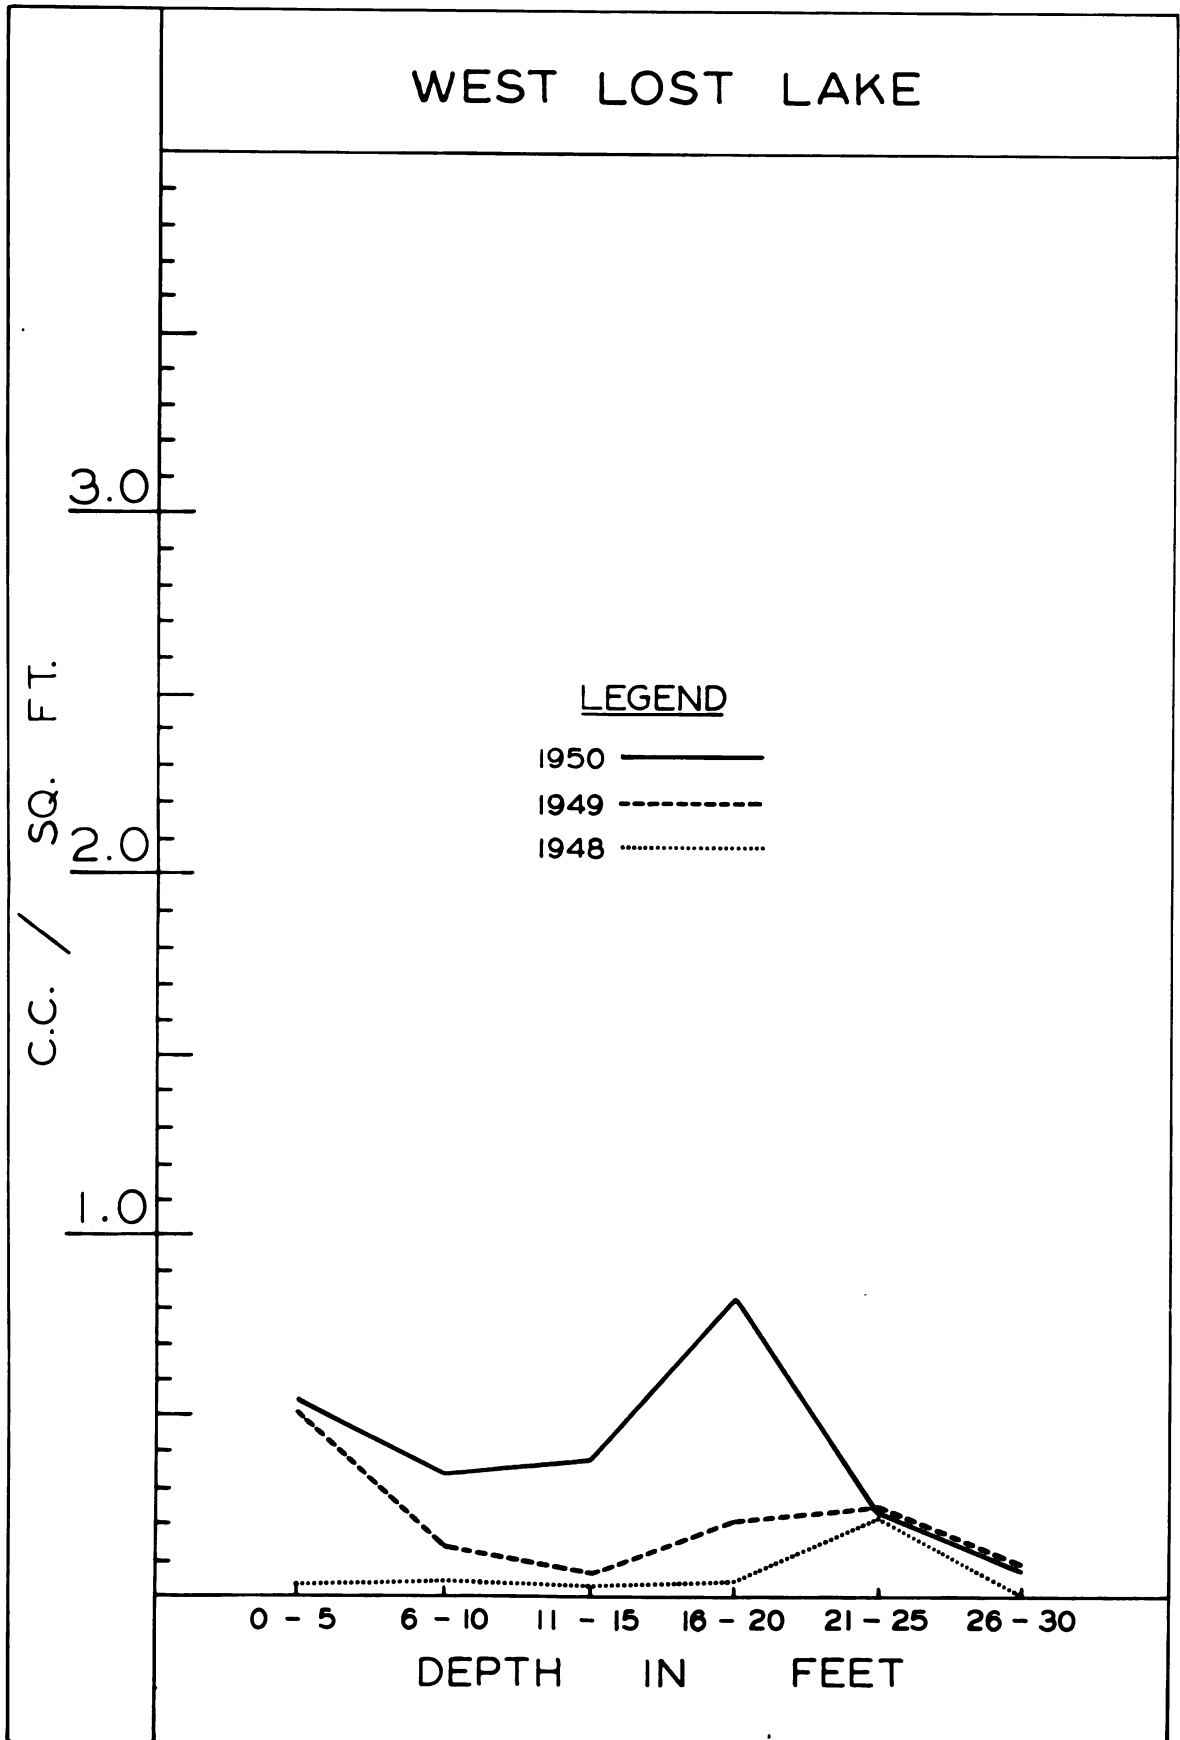 WEST LOST LAKE
3.0
2.0
1.0
C.C. / SQ. FT.
LEGEND
1950
1949
1948
0 - 5 6 - 10 11 - 15 16 - 20 21 - 25 26 - 30
DEPTH IN FEET